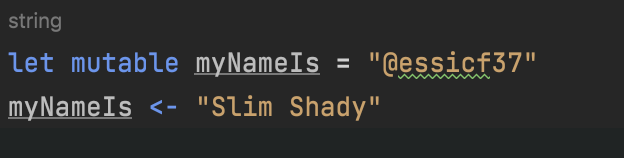 string
let mutable myNameIs = "@essicf37"
myNameIs <- "Slim Shady"